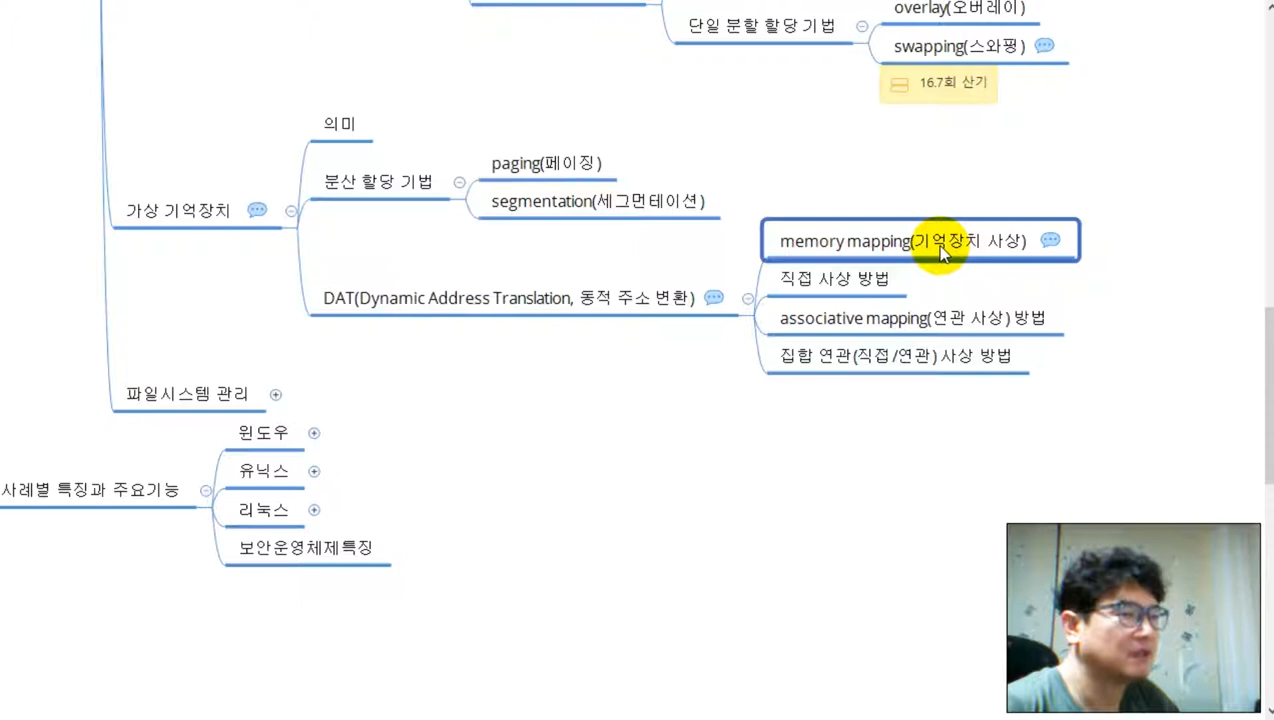 overlay(오버레이)
단일 분할 할당 기법
swapping(스와핑)
16.7회 산기
의미
paging(페이징)
분산 할당 기법
segmentation(세그먼테이션)
가상 기억장치
memory mapping(기억장치 사상)
직접 사상 방법
DAT(Dynamic Address Translation, 동적 주소 변환)
associative mapping(연관 사상) 방법
집합 연관(직접/연관) 사상 방법
파일시스템 관리
윈도우
유닉스
사례별 특징과 주요기능
리눅스
보안운영체제특징